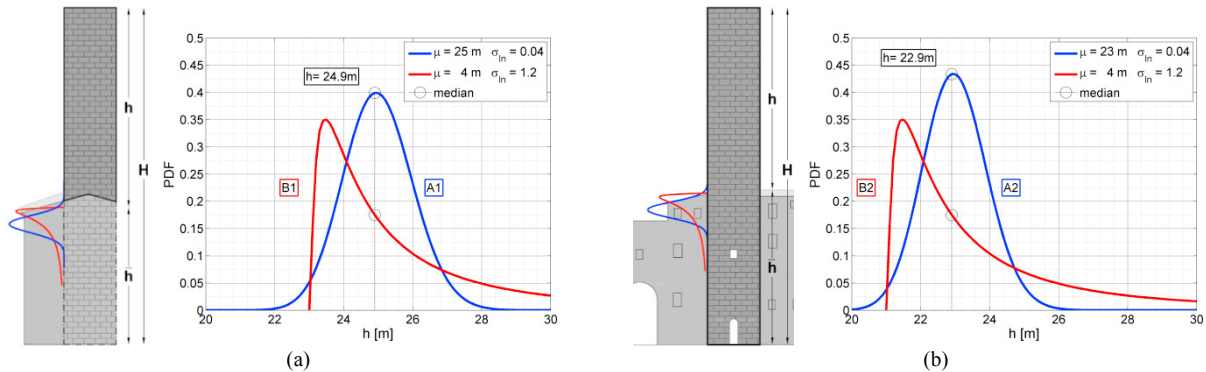 h
H
h̄
0.5
0.45
0.4
0.35
0.3
0.25
0.2
0.15
0.1
0.05
0
PDF
h= 24.9m
μ = 25 m σln = 0.04
μ = 4 m σln = 1.2
median
B1
A1
20 22 24 26 28 30
h [m]
(a)
h
H
h̄
0.5
0.45
0.4
0.35
0.3
0.25
0.2
0.15
0.1
0.05
0
PDF
h= 22.9m
μ = 23 m σln = 0.04
μ = 4 m σln = 1.2
median
B2
A2
20 22 24 26 28 30
h [m]
(b)